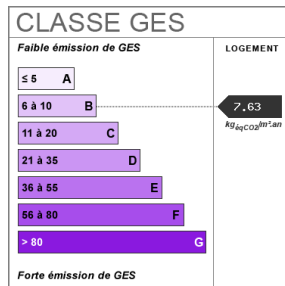 CLASSE GES
Faible émission de GES
LOGEMENT
≤ 5 A
6 à 10 B
7.63
kgéqCO2/m².an
11 à 20 C
21 à 35 D
36 à 55 E
56 à 80 F
> 80 G
Forte émission de GES